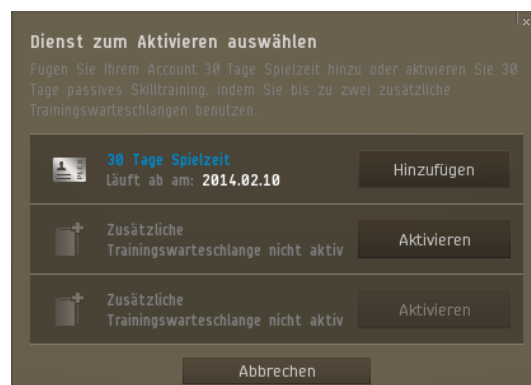 Dienst zum Aktivieren auswählen
Fügen Sie Ihrem Account 30 Tage Spielzeit hinzu oder aktivieren Sie 30
Tage passives Skilltraining, indem Sie bis zu zwei zusätzliche
Trainingswarteschlangen benutzen.
30 Tage Spielzeit
Läuft ab am: 2014.02.10
Hinzufügen
Zusätzliche
Trainingswarteschlange nicht aktiv
Aktivieren
Zusätzliche
Trainingswarteschlange nicht aktiv
Aktivieren
Abbrechen